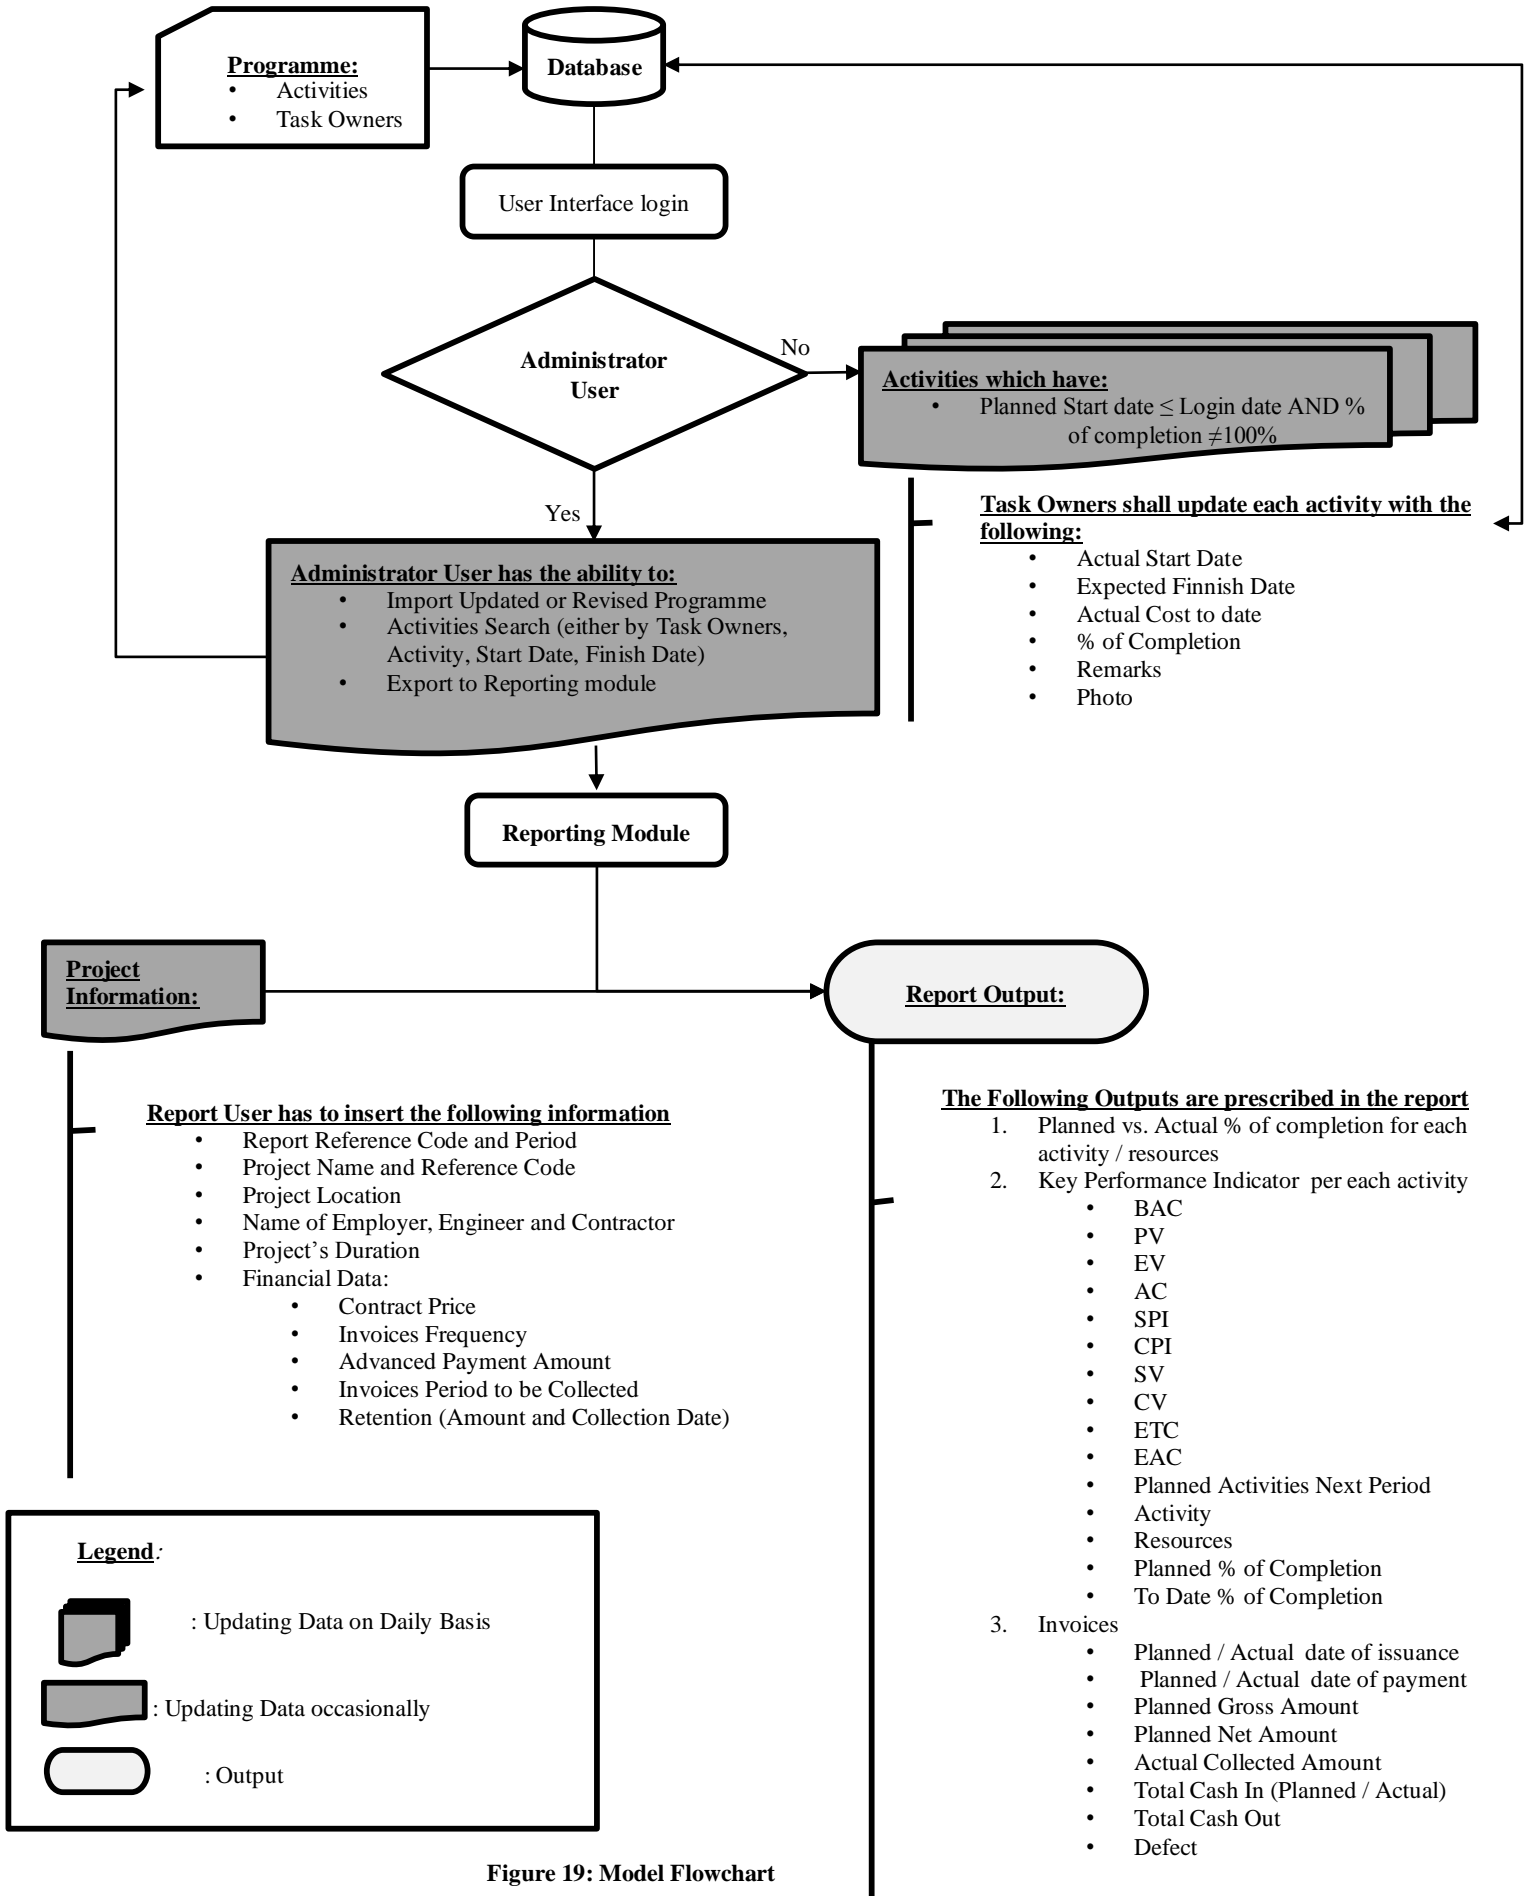 Programme:
• Activities
• Task Owners
Database
User Interface login
Administrator
User
No
Activities which have:
• Planned Start date ≤ Login date AND %
of completion ≠100%
Yes
Task Owners shall update each activity with the
following:
• Actual Start Date
• Expected Finnish Date
• Actual Cost to date
• % of Completion
• Remarks
• Photo
Administrator User has the ability to:
• Import Updated or Revised Programme
• Activities Search (either by Task Owners,
Activity, Start Date, Finish Date)
• Export to Reporting module
Reporting Module
Project
Information:
Report Output:
Report User has to insert the following information
• Report Reference Code and Period
• Project Name and Reference Code
• Project Location
• Name of Employer, Engineer and Contractor
• Project’s Duration
• Financial Data:
• Contract Price
• Invoices Frequency
• Advanced Payment Amount
• Invoices Period to be Collected
• Retention (Amount and Collection Date)
The Following Outputs are prescribed in the report
1. Planned vs. Actual % of completion for each
activity / resources
2. Key Performance Indicator per each activity
• BAC
• PV
• EV
• AC
• SPI
• CPI
• SV
• CV
• ETC
• EAC
• Planned Activities Next Period
• Activity
• Resources
• Planned % of Completion
• To Date % of Completion
3. Invoices
• Planned / Actual date of issuance
• Planned / Actual date of payment
• Planned Gross Amount
• Planned Net Amount
• Actual Collected Amount
• Total Cash In (Planned / Actual)
• Total Cash Out
• Defect
Legend:
: Updating Data on Daily Basis
: Updating Data occasionally
: Output
Figure 19: Model Flowchart